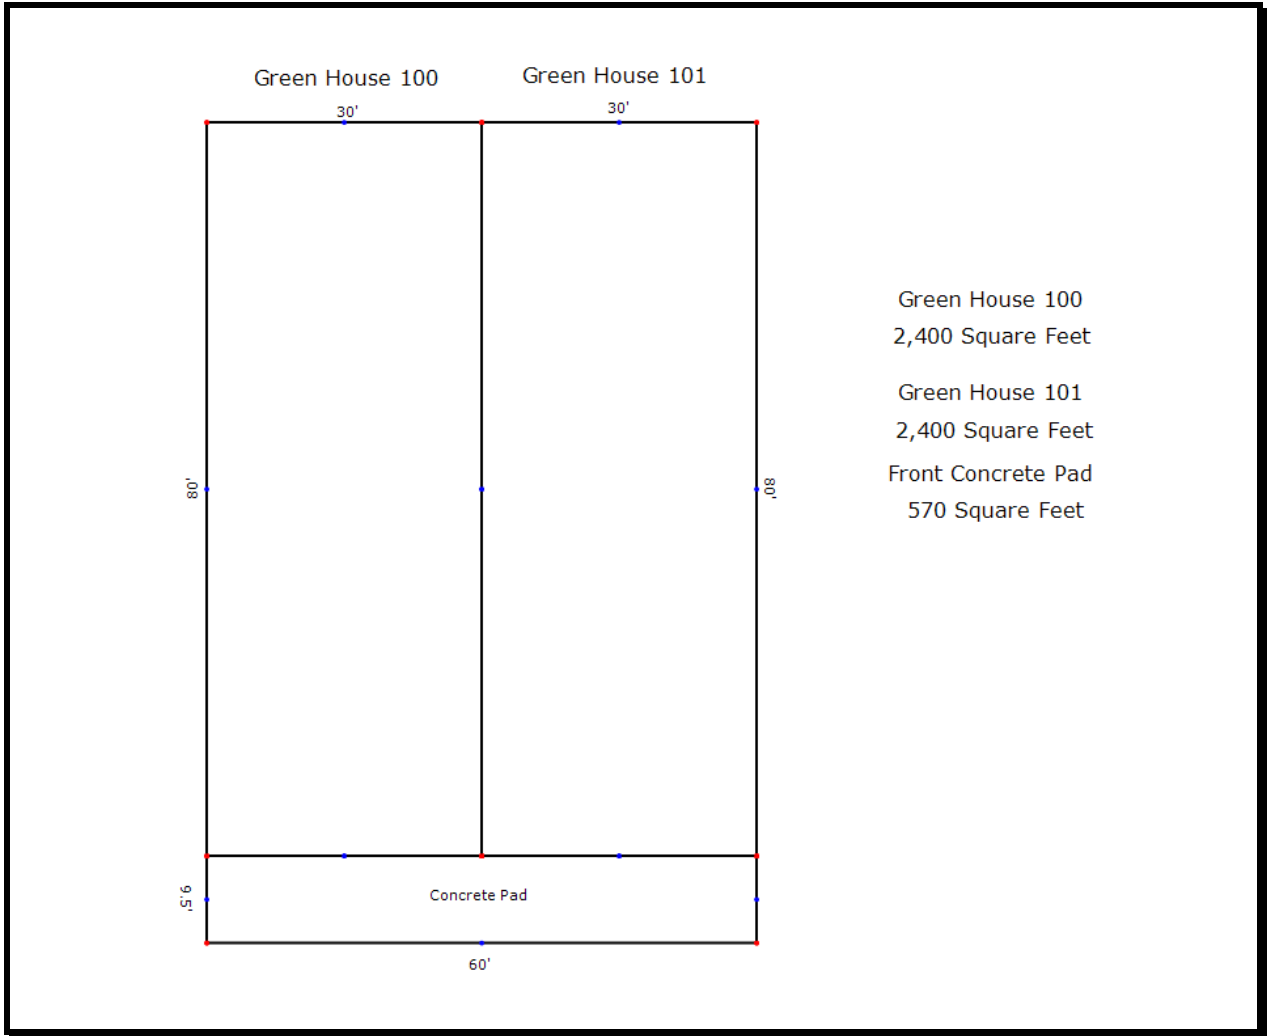 Green House 100
Green House 101
30'
30'
80'
80'
9.5'
Concrete Pad
60'
Green House 100
2,400 Square Feet
Green House 101
2,400 Square Feet
Front Concrete Pad
570 Square Feet